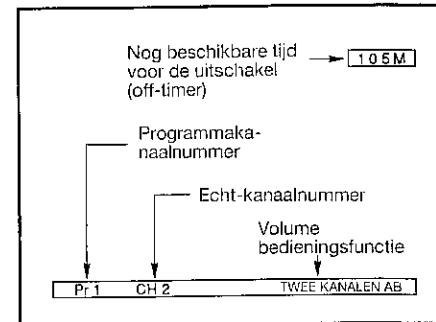 Nog beschikbare tijd
voor de uitschakel
(off-timer)
105M
Programmaka-
naalnummer
Echt-kanaalnummer
Volume
bedieningsfunctie
Pr 1 CH 2 TWEE KANALEN AB